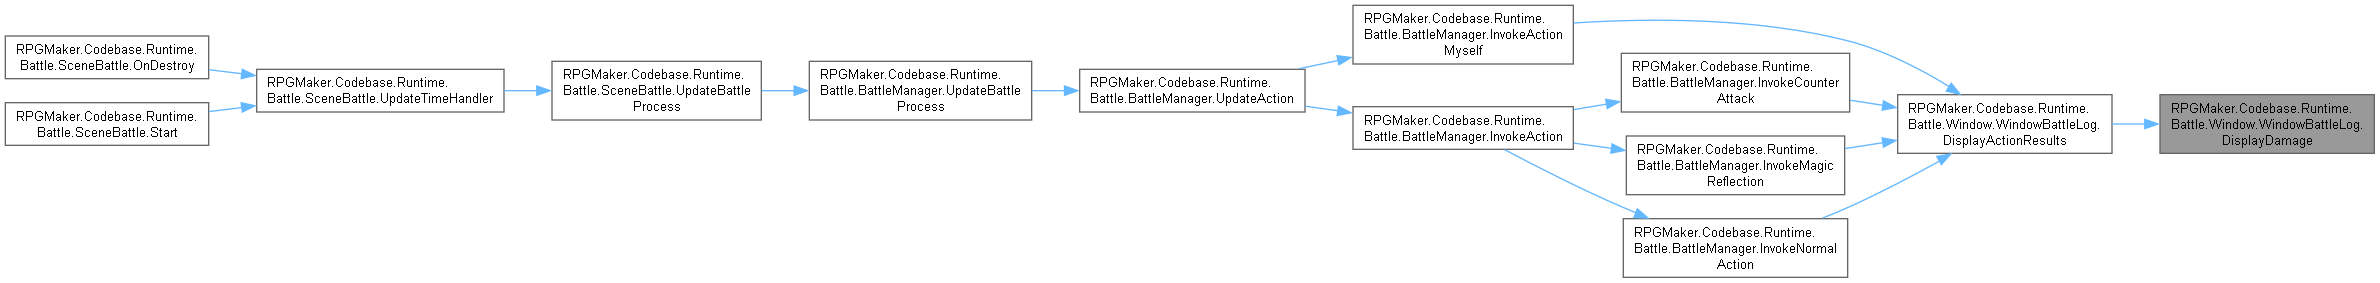 RPGMaker.Codebase.Runtime.
Battle.SceneBattle.OnDestroy
RPGMaker.Codebase.Runtime.
Battle.SceneBattle.Start
RPGMaker.Codebase.Runtime.
Battle.SceneBattle.UpdateTimeHandler
RPGMaker.Codebase.Runtime.
Battle.SceneBattle.UpdateBattle
Process
RPGMaker.Codebase.Runtime.
Battle.BattleManager.UpdateBattle
Process
RPGMaker.Codebase.Runtime.
Battle.BattleManager.UpdateAction
RPGMaker.Codebase.Runtime.
Battle.BattleManager.InvokeAction
Myself
RPGMaker.Codebase.Runtime.
Battle.BattleManager.InvokeAction
RPGMaker.Codebase.Runtime.
Battle.BattleManager.InvokeCounter
Attack
RPGMaker.Codebase.Runtime.
Battle.BattleManager.InvokeMagic
Reflection
RPGMaker.Codebase.Runtime.
Battle.BattleManager.InvokeNormal
Action
RPGMaker.Codebase.Runtime.
Battle.Window.WindowBattleLog.
DisplayActionResults
RPGMaker.Codebase.Runtime.
Battle.Window.WindowBattleLog.
DisplayDamage